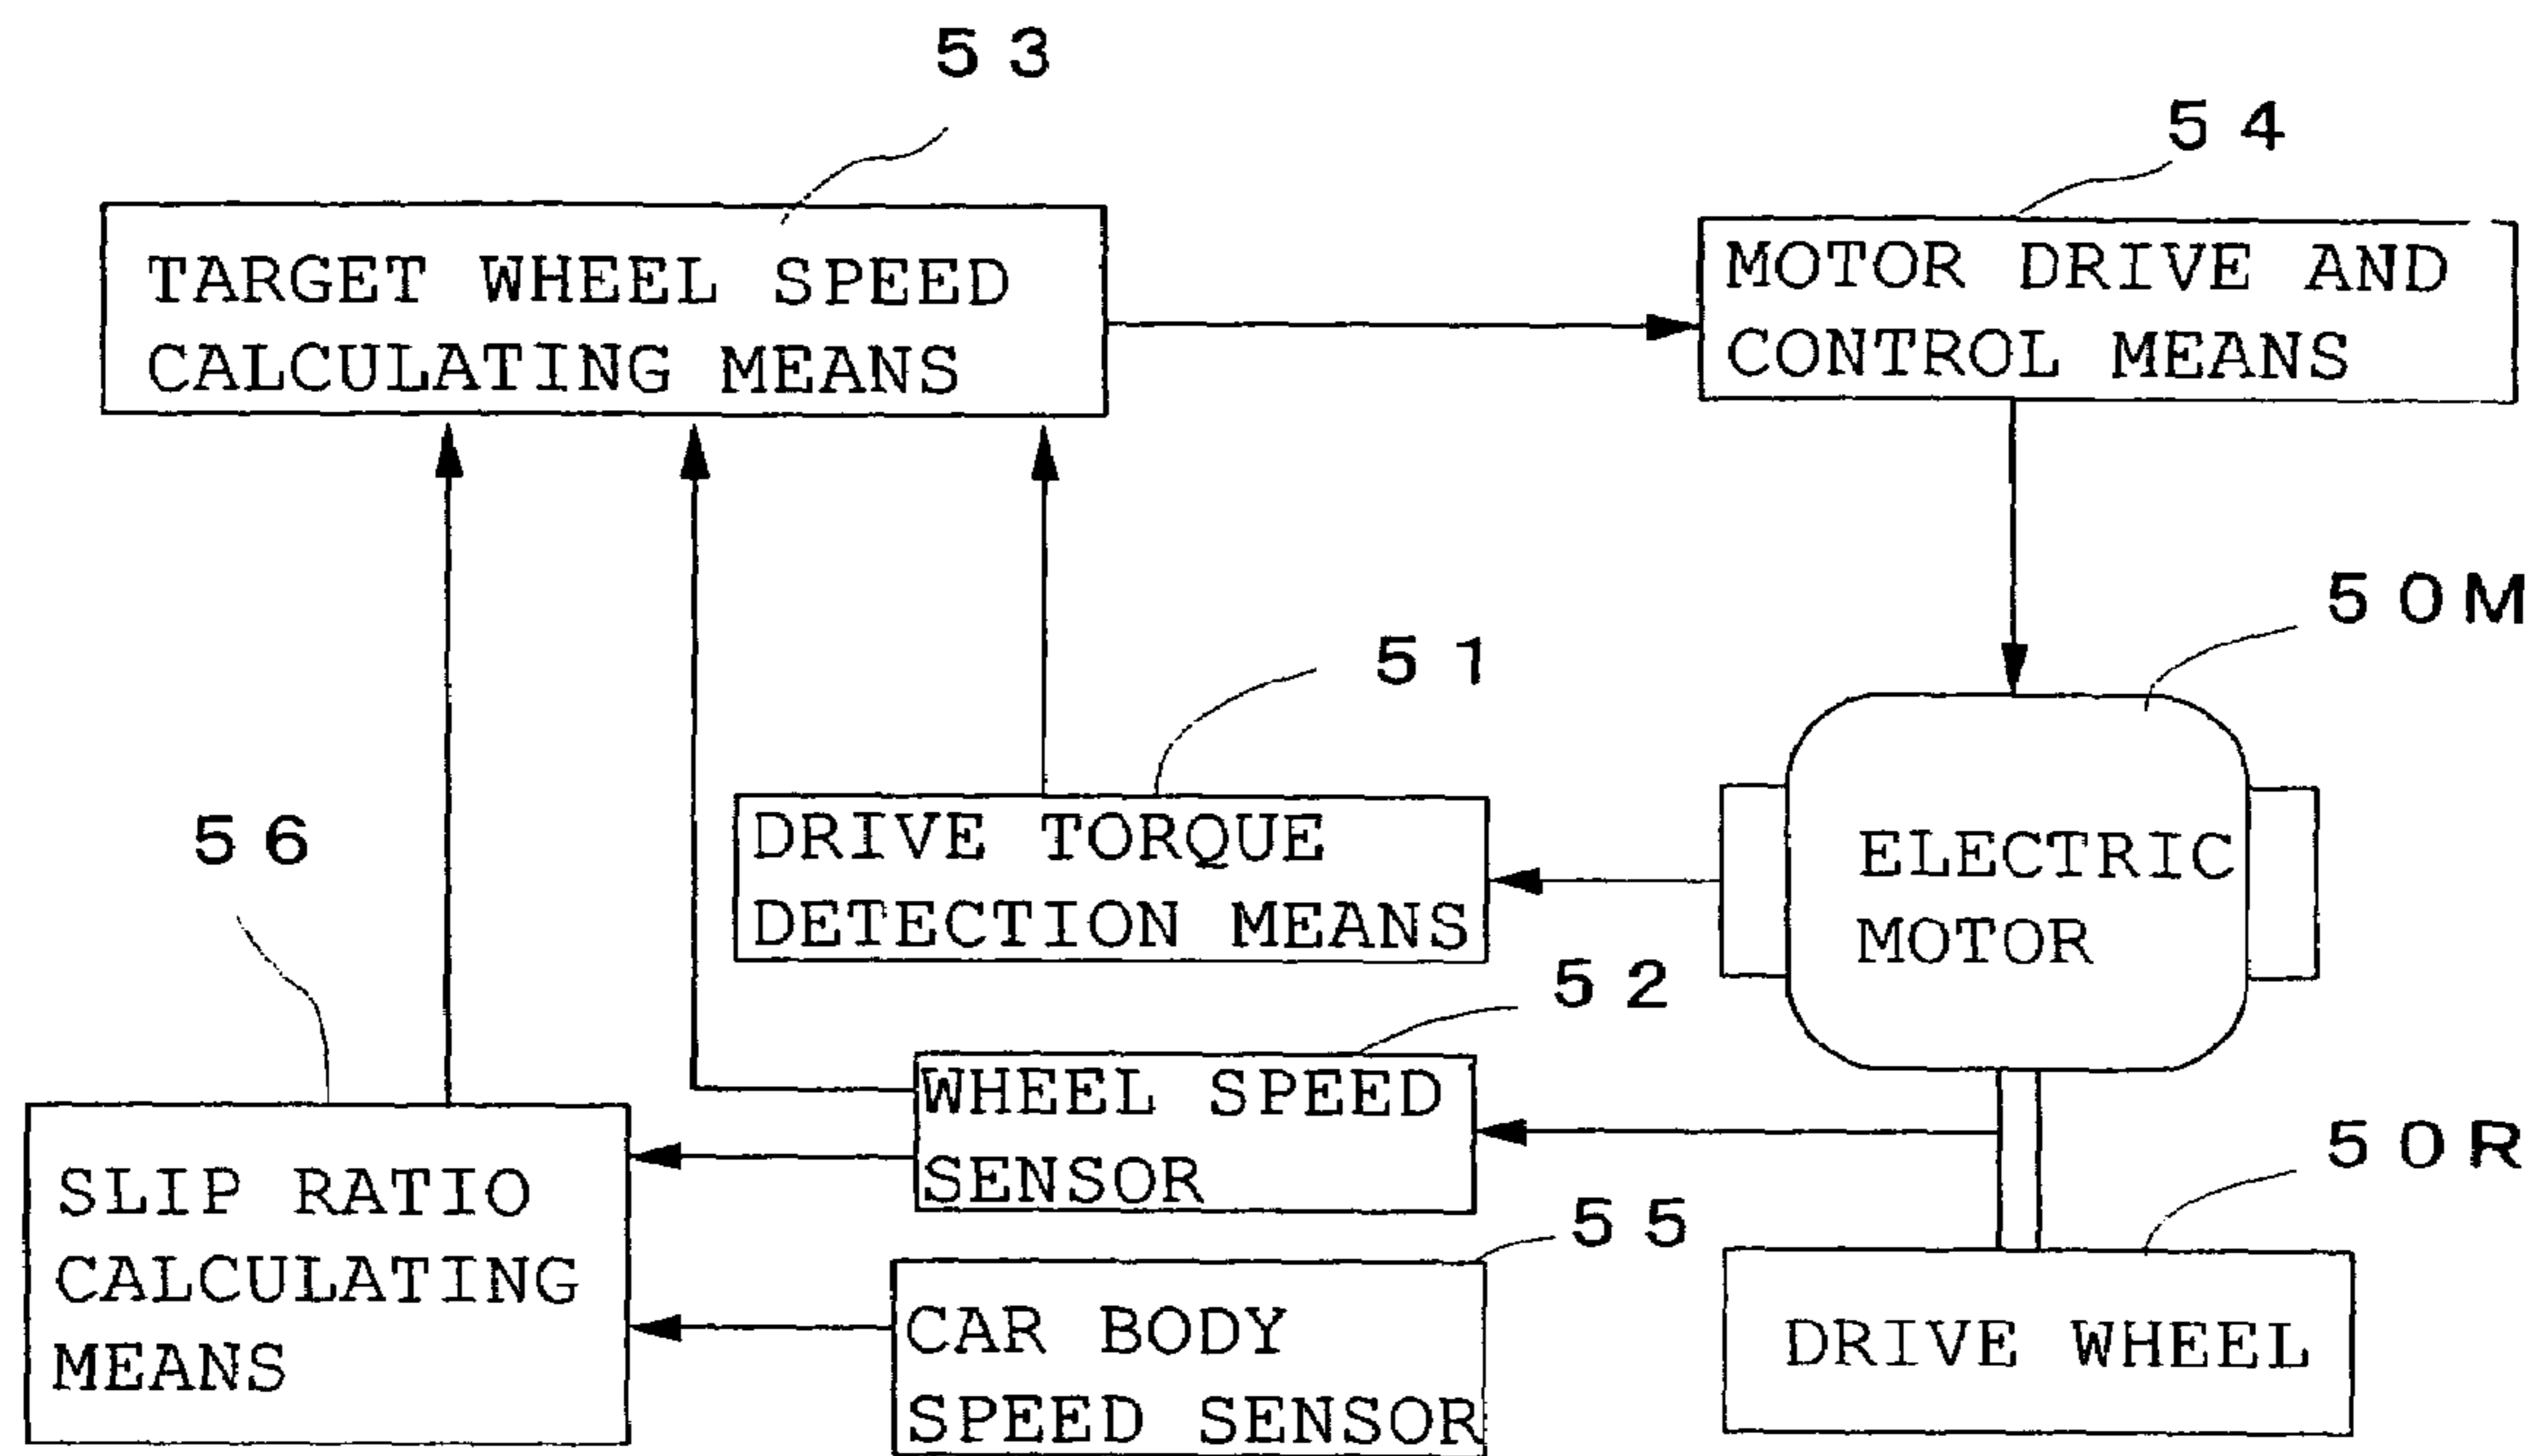 53
54
TARGET WHEEL SPEED
CALCULATING MEANS
MOTOR DRIVE AND
CONTROL MEANS
50M
51
56
DRIVE TORQUE
DETECTION MEANS
ELECTRIC
MOTOR
52
WHEEL SPEED
SENSOR
50R
SLIP RATIO
CALCULATING
MEANS
55
CAR BODY
SPEED SENSOR
DRIVE WHEEL